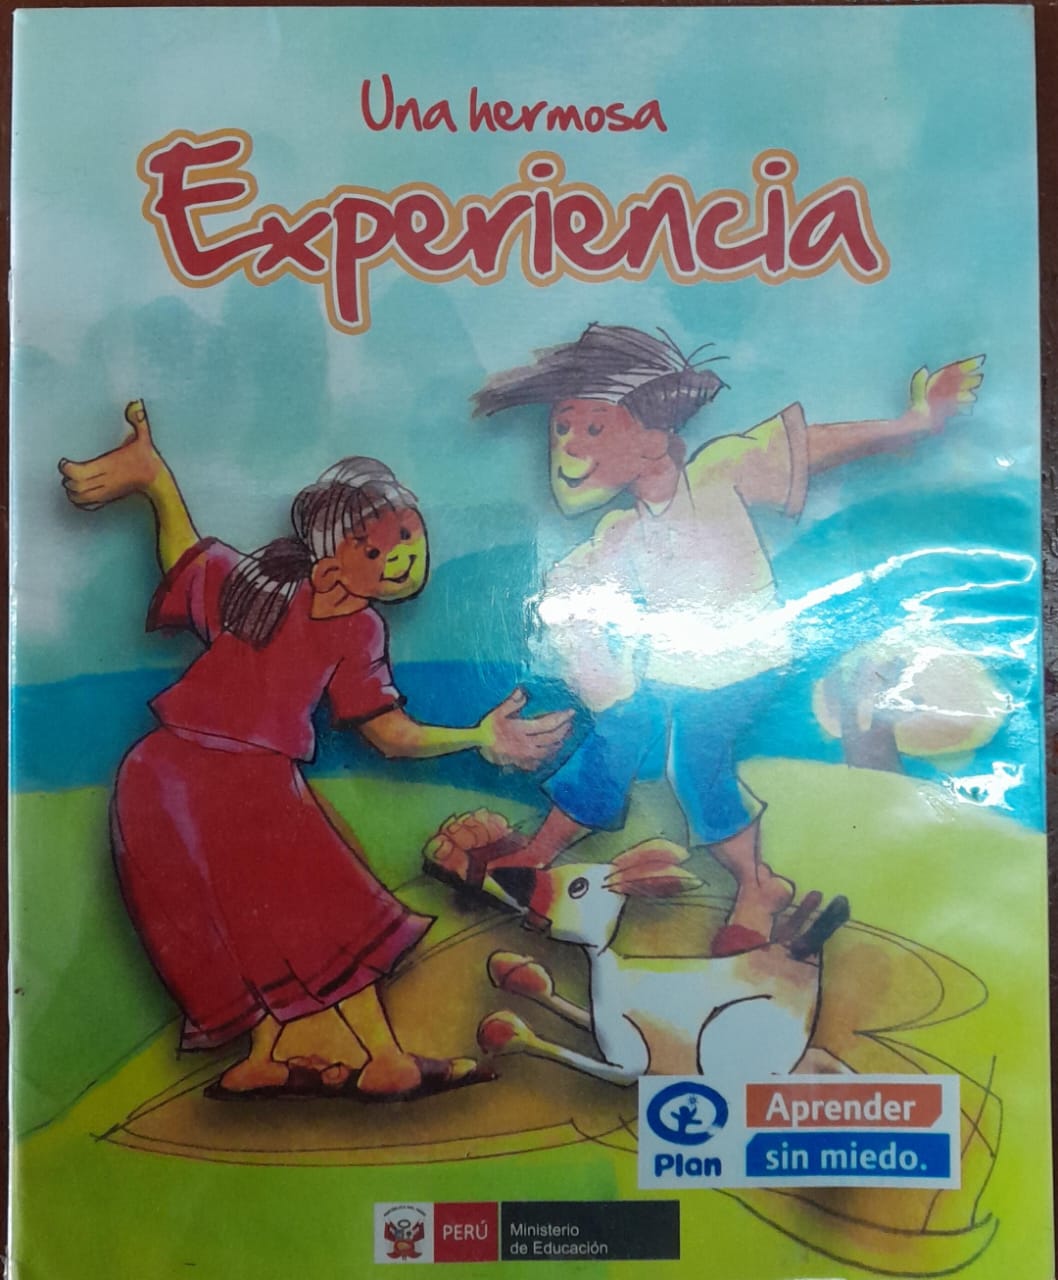 Una hermosa
Experiencia
Plan
Aprender
sin miedo.
PERÚ
Ministerio
de Educación